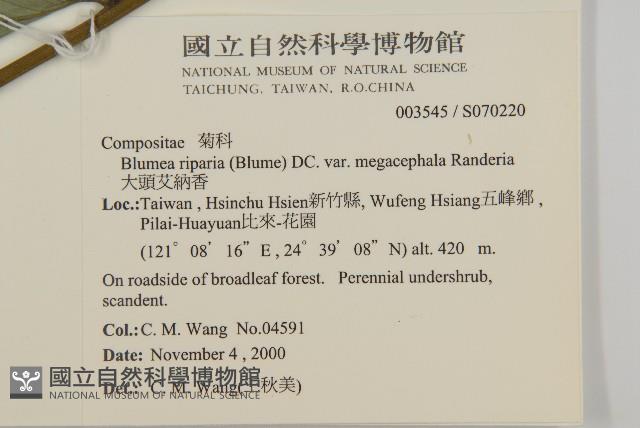 國立自然科學博物館
NATIONAL MUSEUM OF NATURAL SCIENCE
TAICHUNG, TAIWAN, R.O.CHINA
003545 / S070220
Compositae 菊科
Blumea riparia (Blume) DC. var. megacephala Randeria
大頭艾納香
Loc.:Taiwan , Hsinchu Hsien新竹縣, Wufeng Hsiang五峰鄉 ,
Pilai-Huayuan比來-花園
(121° 08’ 16” E , 24° 39’ 08” N) alt. 420 m.
On roadside of broadleaf forest. Perennial undershrub,
scandent.
Col.: C. M. Wang No.04591
Date: November 4 , 2000
Det.: C. M. Wang(王秋美)
國立自然科學博物館
NATIONAL MUSEUM OF NATURAL SCIENCE